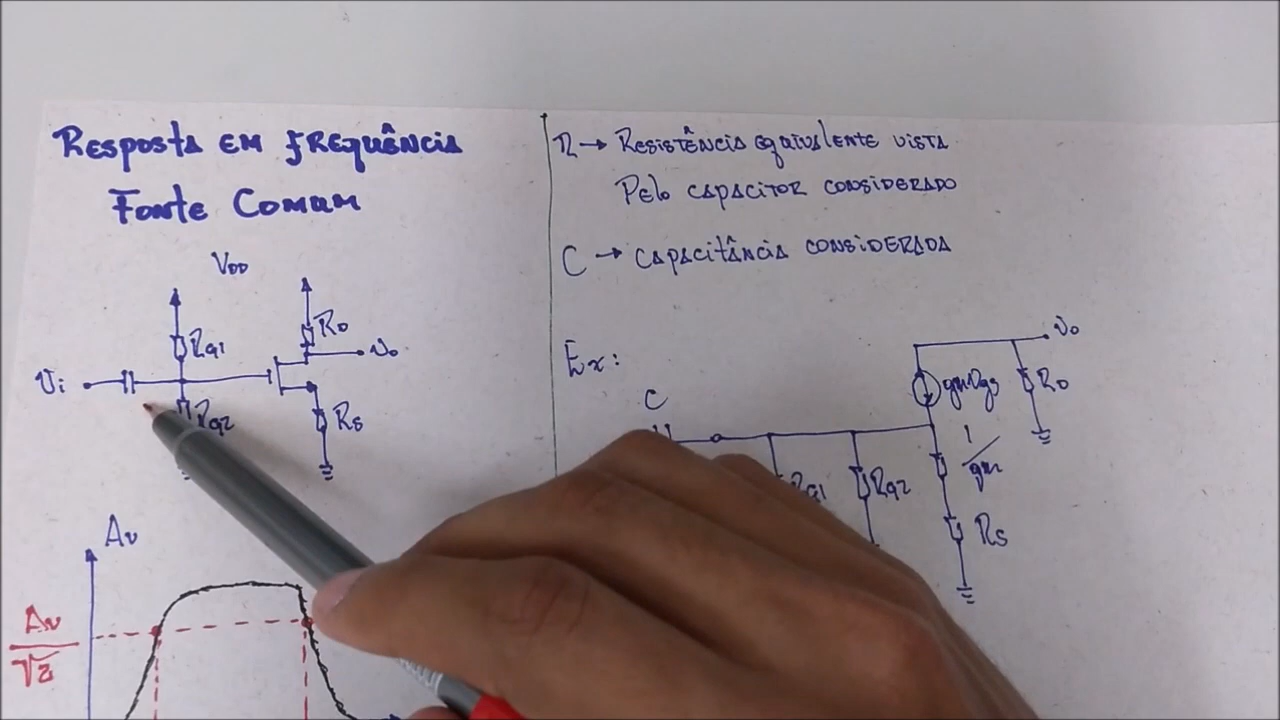 Resposta em frequência
Fonte Comum
VDD
RG1
RD
Vo
Vi
RG2
RS
Av
Av
√2
R → Resistência equivalente vista
Pelo capacitor considerado
C → capacitância considerada
Ex:
C
RG1
RG2
gmVgs
RD
Vo
1
gm
RS